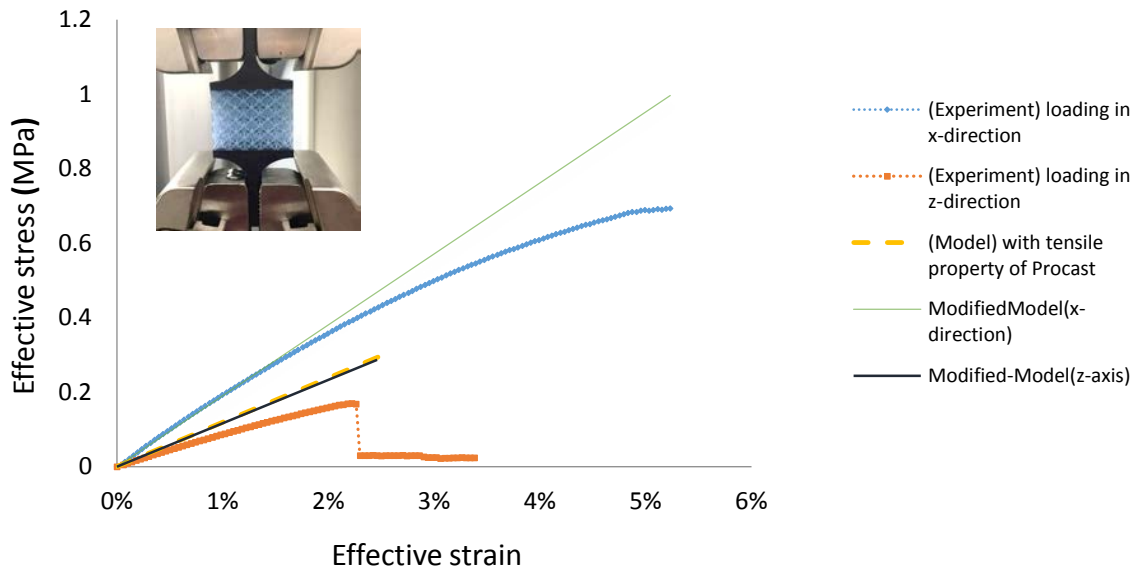 1.2
1
0.8
0.6
0.4
0.2
0
Effective stress (MPa)
0%
1%
2%
3%
4%
5%
6%
Effective strain
(Experiment) loading in
x-direction
(Experiment) loading in
z-direction
(Model) with tensile
property of Procast
ModifiedModel(x-
direction)
Modified-Model(z-axis)